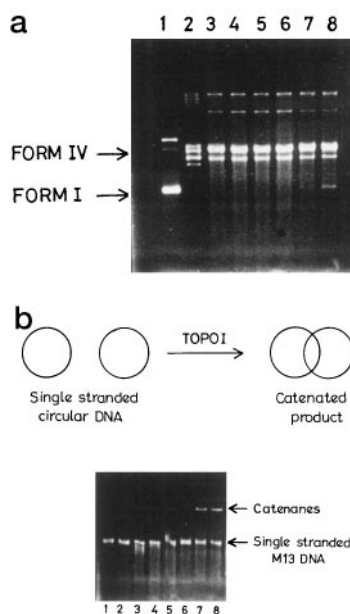 a
1 2 3 4 5 6 7 8
FORM IV
FORM I
b
TOPOI
Single stranded
circular DNA
Catenated
product
Catenanes
Single stranded
M13 DNA
1 2 3 4 5 6 7 8